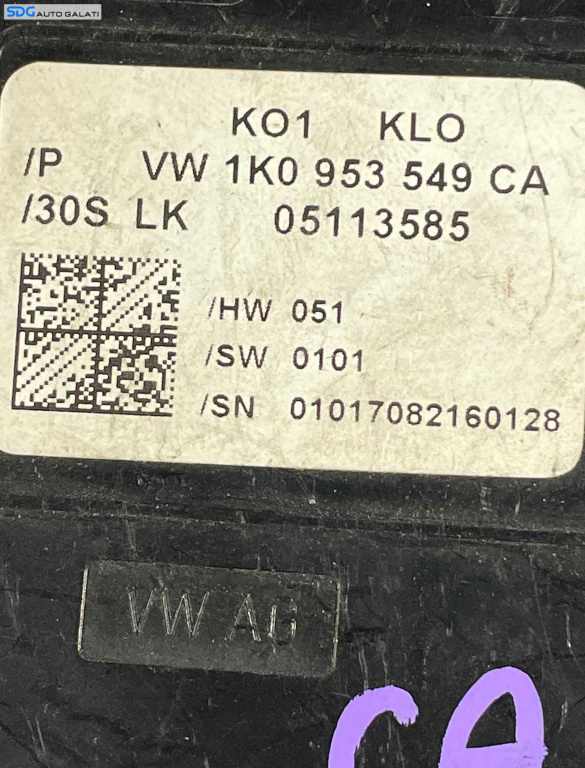 SDG AUTO GALATI
KO1 KLO
/P VW 1K0 953 549 CA
/30S LK 05113585
/HW 051
/SW 0101
/SN 01017082160128
VW AG
CA